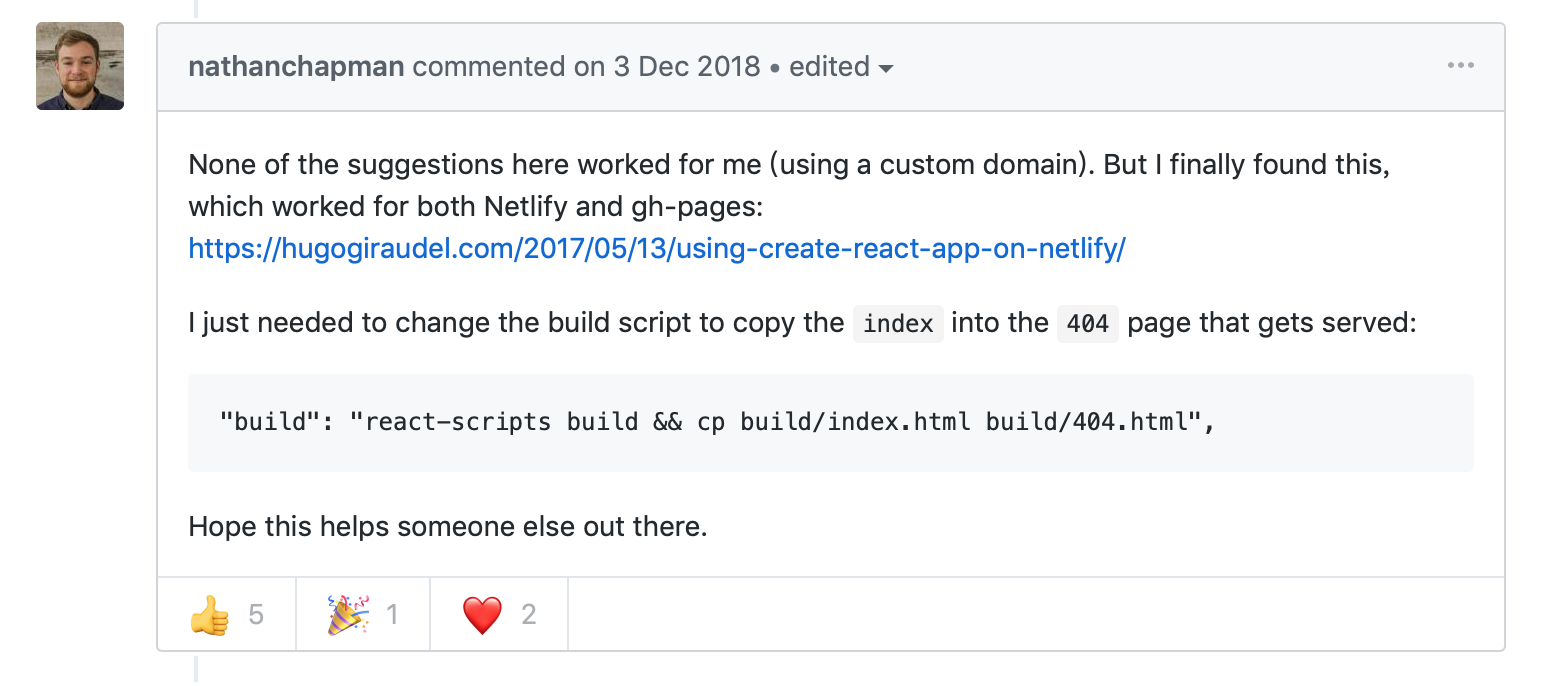 nathanchapman commented on 3 Dec 2018 • edited
None of the suggestions here worked for me (using a custom domain). But I finally found this,
which worked for both Netlify and gh-pages:
https://hugogiraudel.com/2017/05/13/using-create-react-app-on-netlify/
I just needed to change the build script to copy the index into the 404 page that gets served:
"build": "react-scripts build && cp build/index.html build/404.html",
Hope this helps someone else out there.
👍 5 🎉 1 ❤️ 2